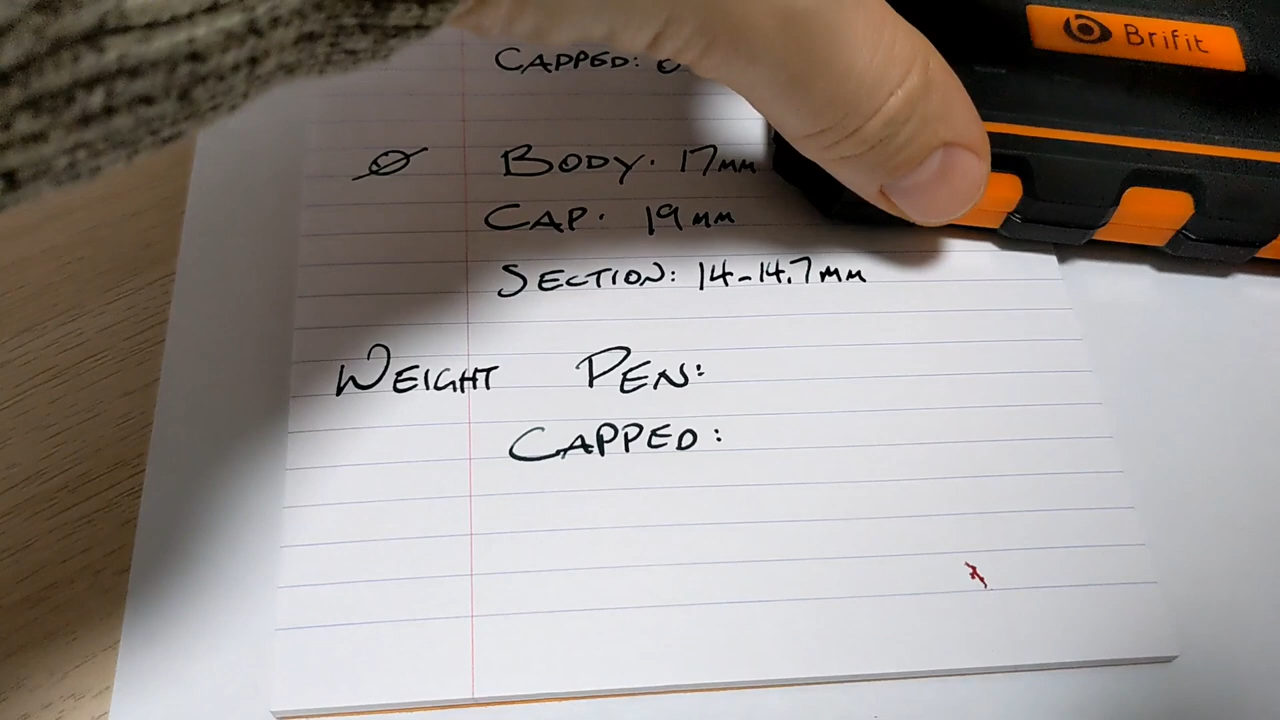 Brifit
CAPPED:
Ø BODY. 17MM
CAP. 19MM
SECTION: 14-14.7MM
WEIGHT PEN:
CAPPED: